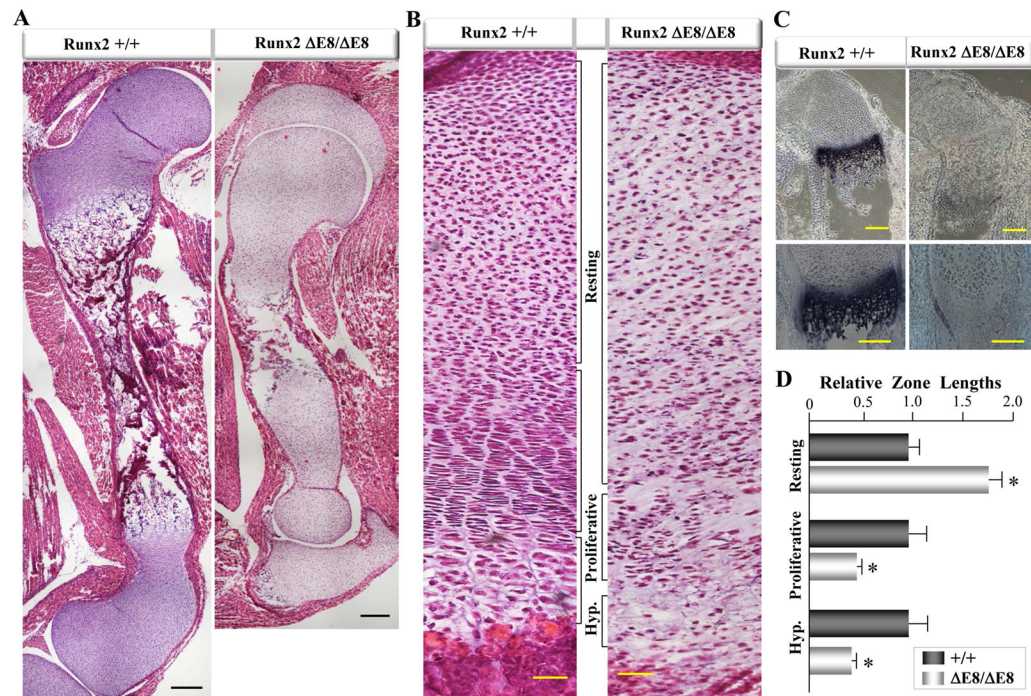 A
Runx2 +/+
Runx2 ΔE8/ΔE8
B
Runx2 +/+
Runx2 ΔE8/ΔE8
Resting
Proliferative
Hyp.
C
Runx2 +/+
Runx2 ΔE8/ΔE8
D
Relative Zone Lengths
0 0.5 1.0 1.5 2.0
Resting
*
Proliferative
*
Hyp.
*
+/+
ΔE8/ΔE8